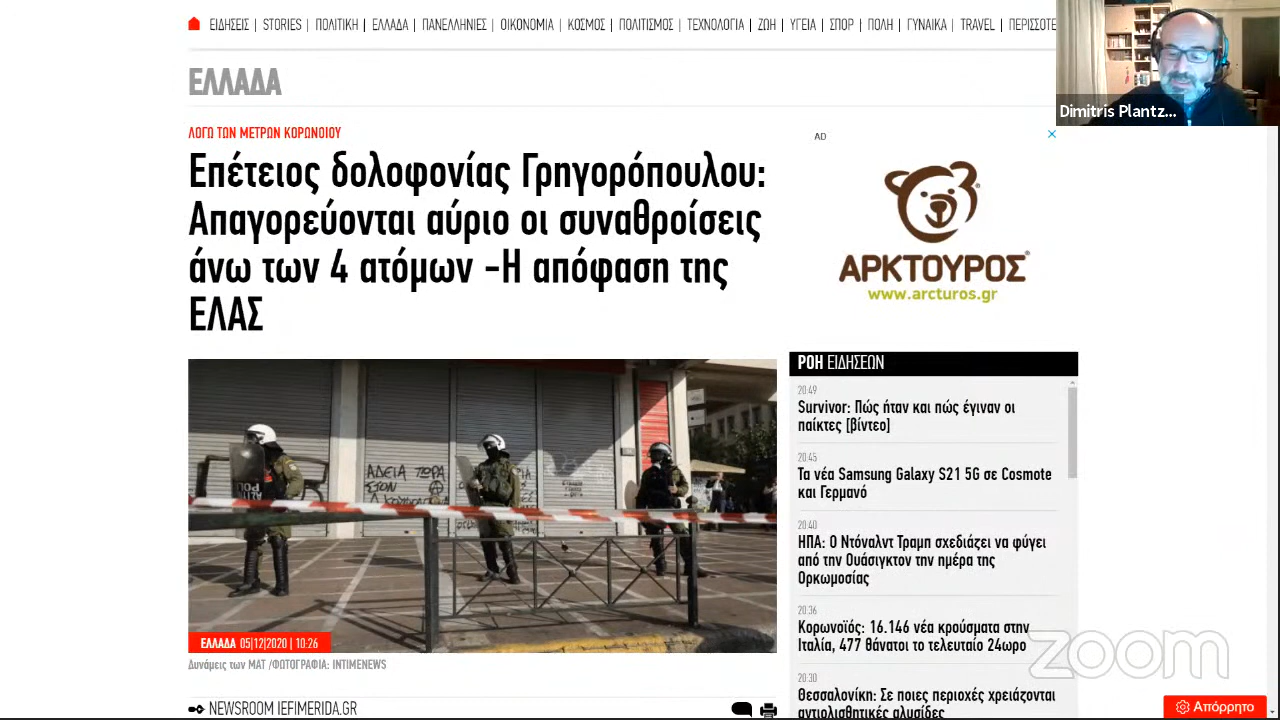 ΕΙΔΗΣΕΙΣ | STORIES | ΠΟΛΙΤΙΚΗ | ΕΛΛΑΔΑ | ΠΑΝΕΛΛΗΝΙΕΣ | ΟΙΚΟΝΟΜΙΑ | ΚΟΣΜΟΣ | ΠΟΛΙΤΙΣΜΟΣ | ΤΕΧΝΟΛΟΓΙΑ | ΖΩΗ | ΥΓΕΙΑ | ΣΠΟΡ | ΠΟΛΗ | ΓΥΝΑΙΚΑ | TRAVEL | ΠΕΡΙΣΣΟΤΕ
ΕΛΛΑΔΑ
Dimitris Plantz...
ΛΟΓΩ ΤΩΝ ΜΕΤΡΩΝ ΚΟΡΩΝΟΙΟΥ
Επέτειος δολοφονίας Γρηγορόπουλου:
Απαγορεύονται αύριο οι συναθροίσεις
άνω των 4 ατόμων -Η απόφαση της
ΕΛΑΣ
AD
ΑΡΚΤΟΥΡΟΣ
www.arcturos.gr
ΑΔΕΙΑ ΤΩΡΑ
ΣΤΟΝ
ΕΛΛΑΔΑ 05|12|2020 | 10:26
Δυνάμεις των ΜΑΤ /ΦΩΤΟΓΡΑΦΙΑ: INTIMENEWS
NEWSROOM IEFIMERIDA.GR
ΡΟΗ ΕΙΔΗΣΕΩΝ
20:49
Survivor: Πώς ήταν και πώς έγιναν οι
παίκτες [βίντεο]
20:45
Τα νέα Samsung Galaxy S21 5G σε Cosmote
και Γερμανό
20:40
ΗΠΑ: Ο Ντόναλντ Τραμπ σχεδιάζει να φύγει
από την Ουάσιγκτον την ημέρα της
Ορκωμοσίας
20:36
Κορωνοϊός: 16.146 νέα κρούσματα στην
Ιταλία, 477 θάνατοι το τελευταίο 24ωρο
20:30
Θεσσαλονίκη: Σε ποιες περιοχές χρειάζονται
αντιολισθητικές αλυσίδες
zoom
Απόρρητο